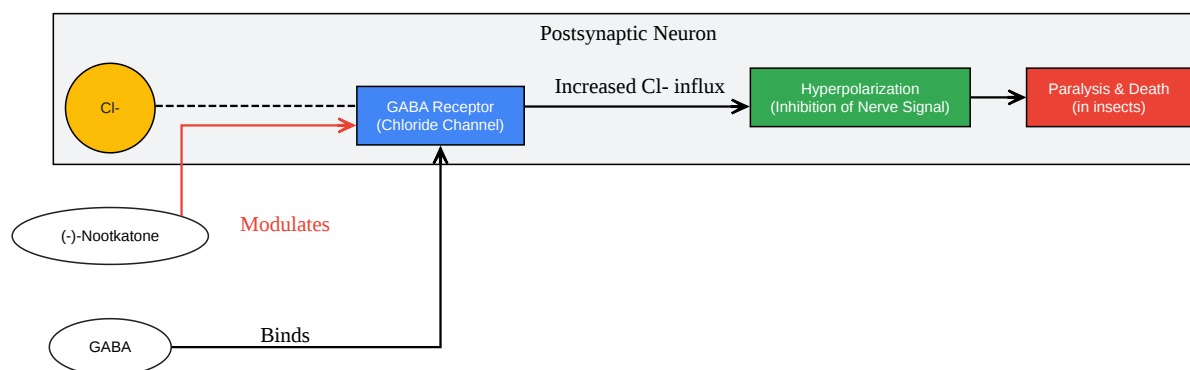 Postsynaptic Neuron
Cl-
GABA Receptor
(Chloride Channel)
Increased Cl- influx
Hyperpolarization
(Inhibition of Nerve Signal)
Paralysis & Death
(in insects)
(-)-Nootkatone
Modulates
GABA
Binds